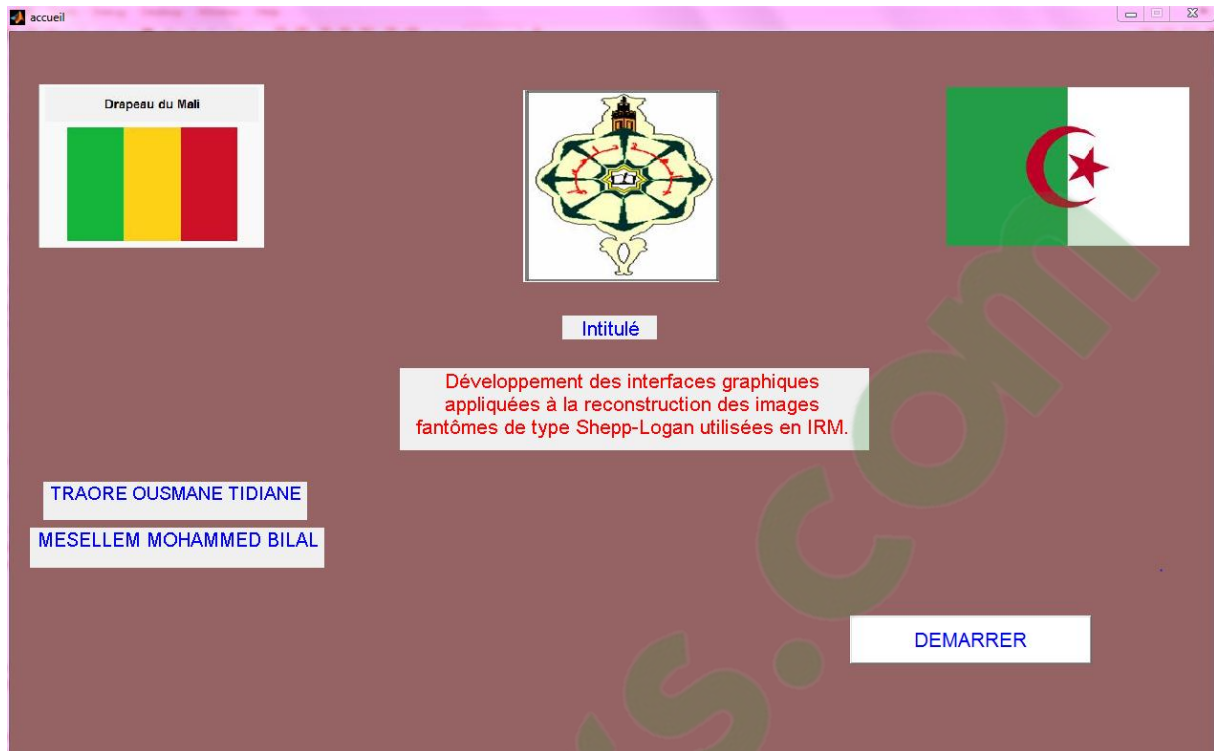 accueil
Drapeau du Mali
Intitulé
Développement des interfaces graphiques
appliquées à la reconstruction des images
fantômes de type Shepp-Logan utilisées en IRM.
TRAORE OUSMANE TIDIANE
MESELLEM MOHAMMED BILAL
DEMARRER
s.com